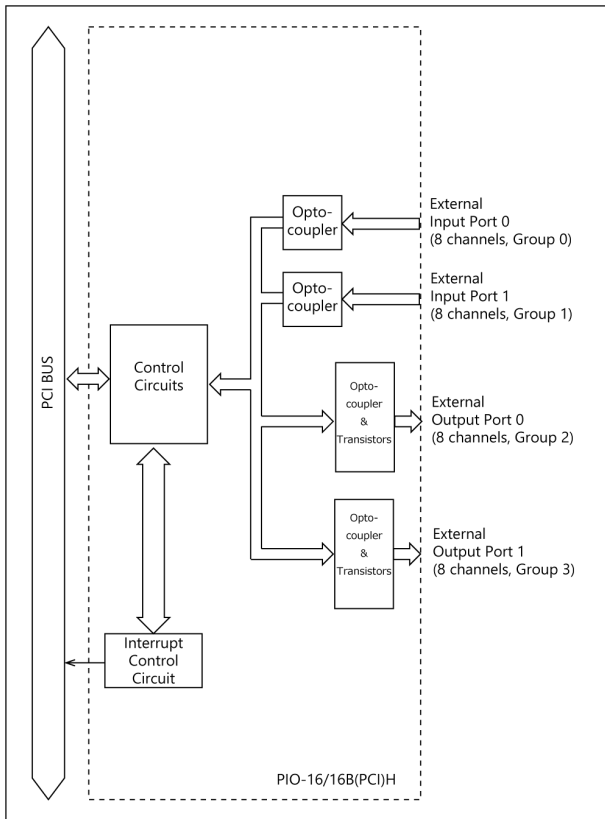 Opto-
coupler
External
Input Port 0
(8 channels, Group 0)
Opto-
coupler
External
Input Port 1
(8 channels, Group 1)
PCI BUS
Control
Circuits
Opto-
coupler
&
Transistors
External
Output Port 0
(8 channels, Group 2)
Opto-
coupler
&
Transistors
External
Output Port 1
(8 channels, Group 3)
Interrupt
Control
Circuit
PIO-16/16B(PCI)H